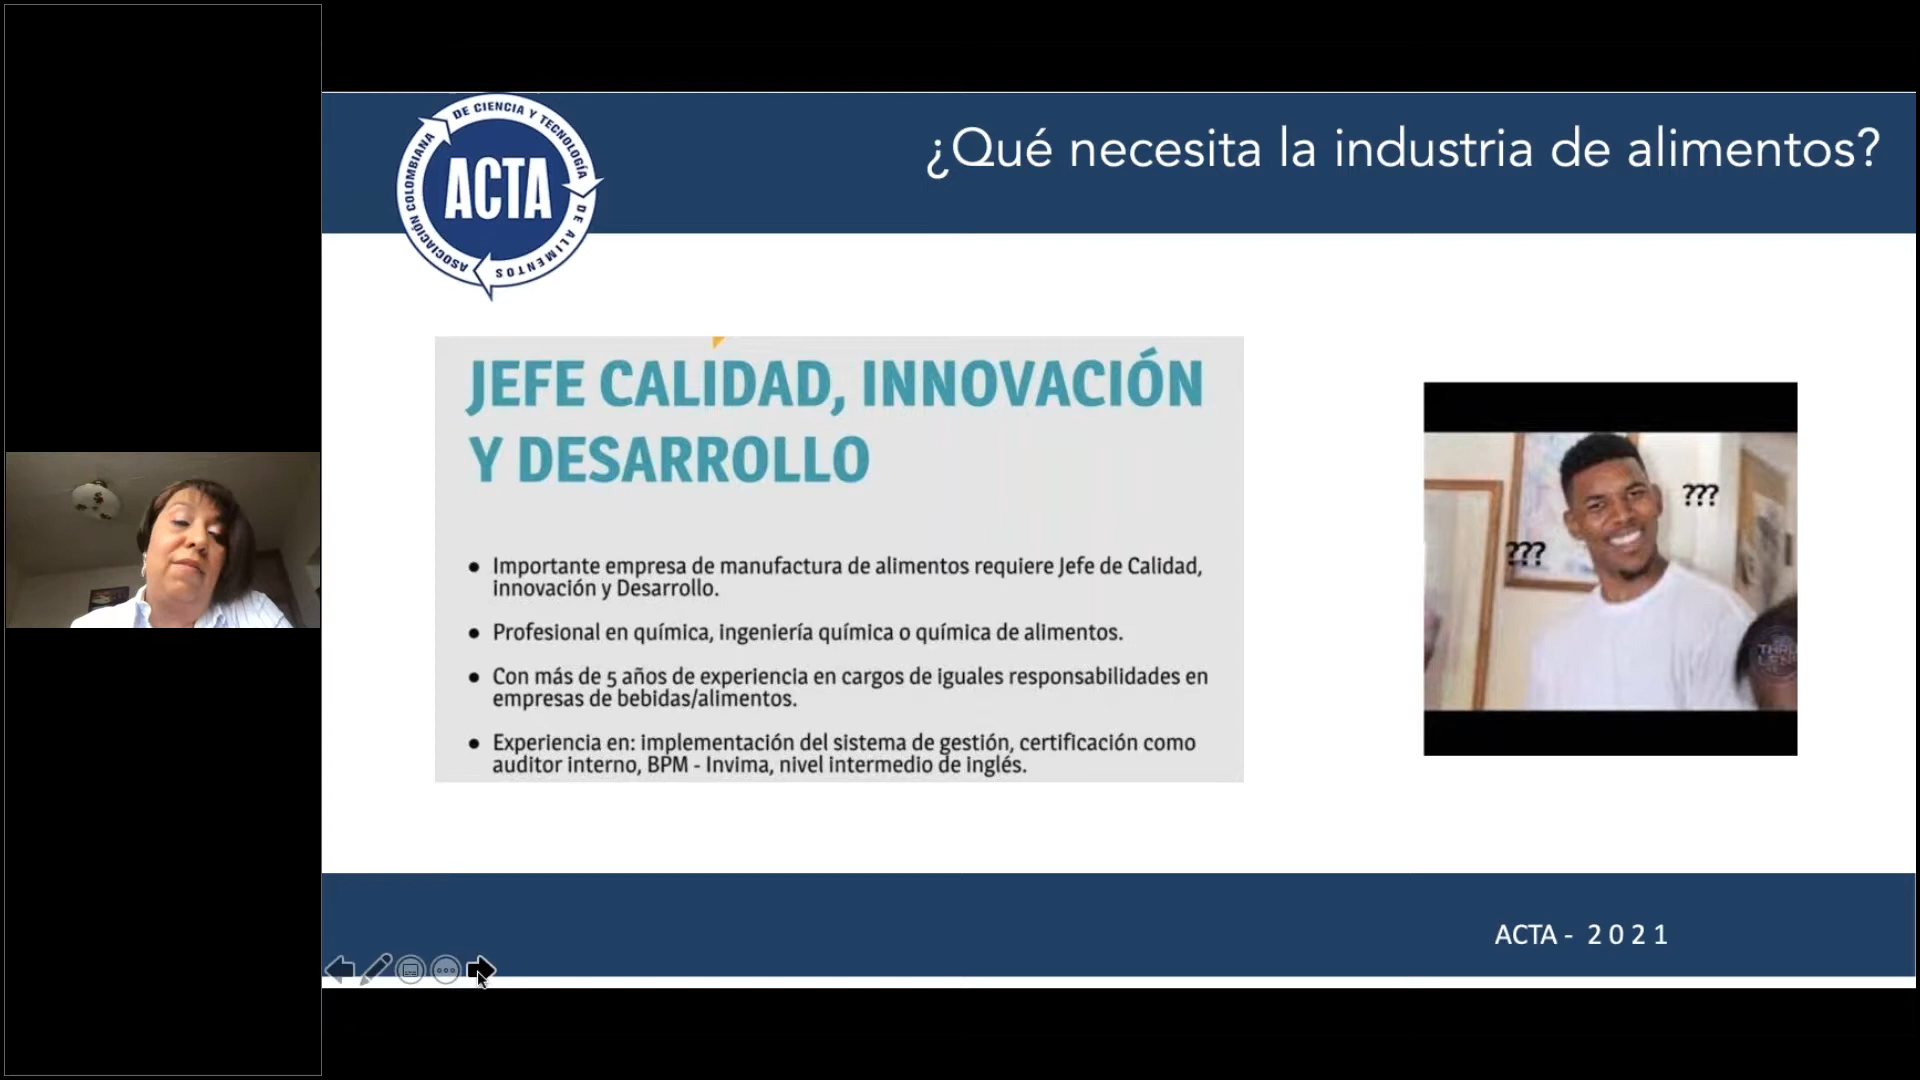 ¿Qué necesita la industria de alimentos?
ASOCIACIÓN COLOMBIANA DE CIENCIA Y TECNOLOGÍA DE ALIMENTOS
ACTA
JEFE CALIDAD, INNOVACIÓN
Y DESARROLLO
● Importante empresa de manufactura de alimentos requiere Jefe de Calidad,
innovación y Desarrollo.
● Profesional en química, ingeniería química o química de alimentos.
● Con más de 5 años de experiencia en cargos de iguales responsabilidades en
empresas de bebidas/alimentos.
● Experiencia en: implementación del sistema de gestión, certificación como
auditor interno, BPM - Invima, nivel intermedio de inglés.
???
???
ACTA - 2021